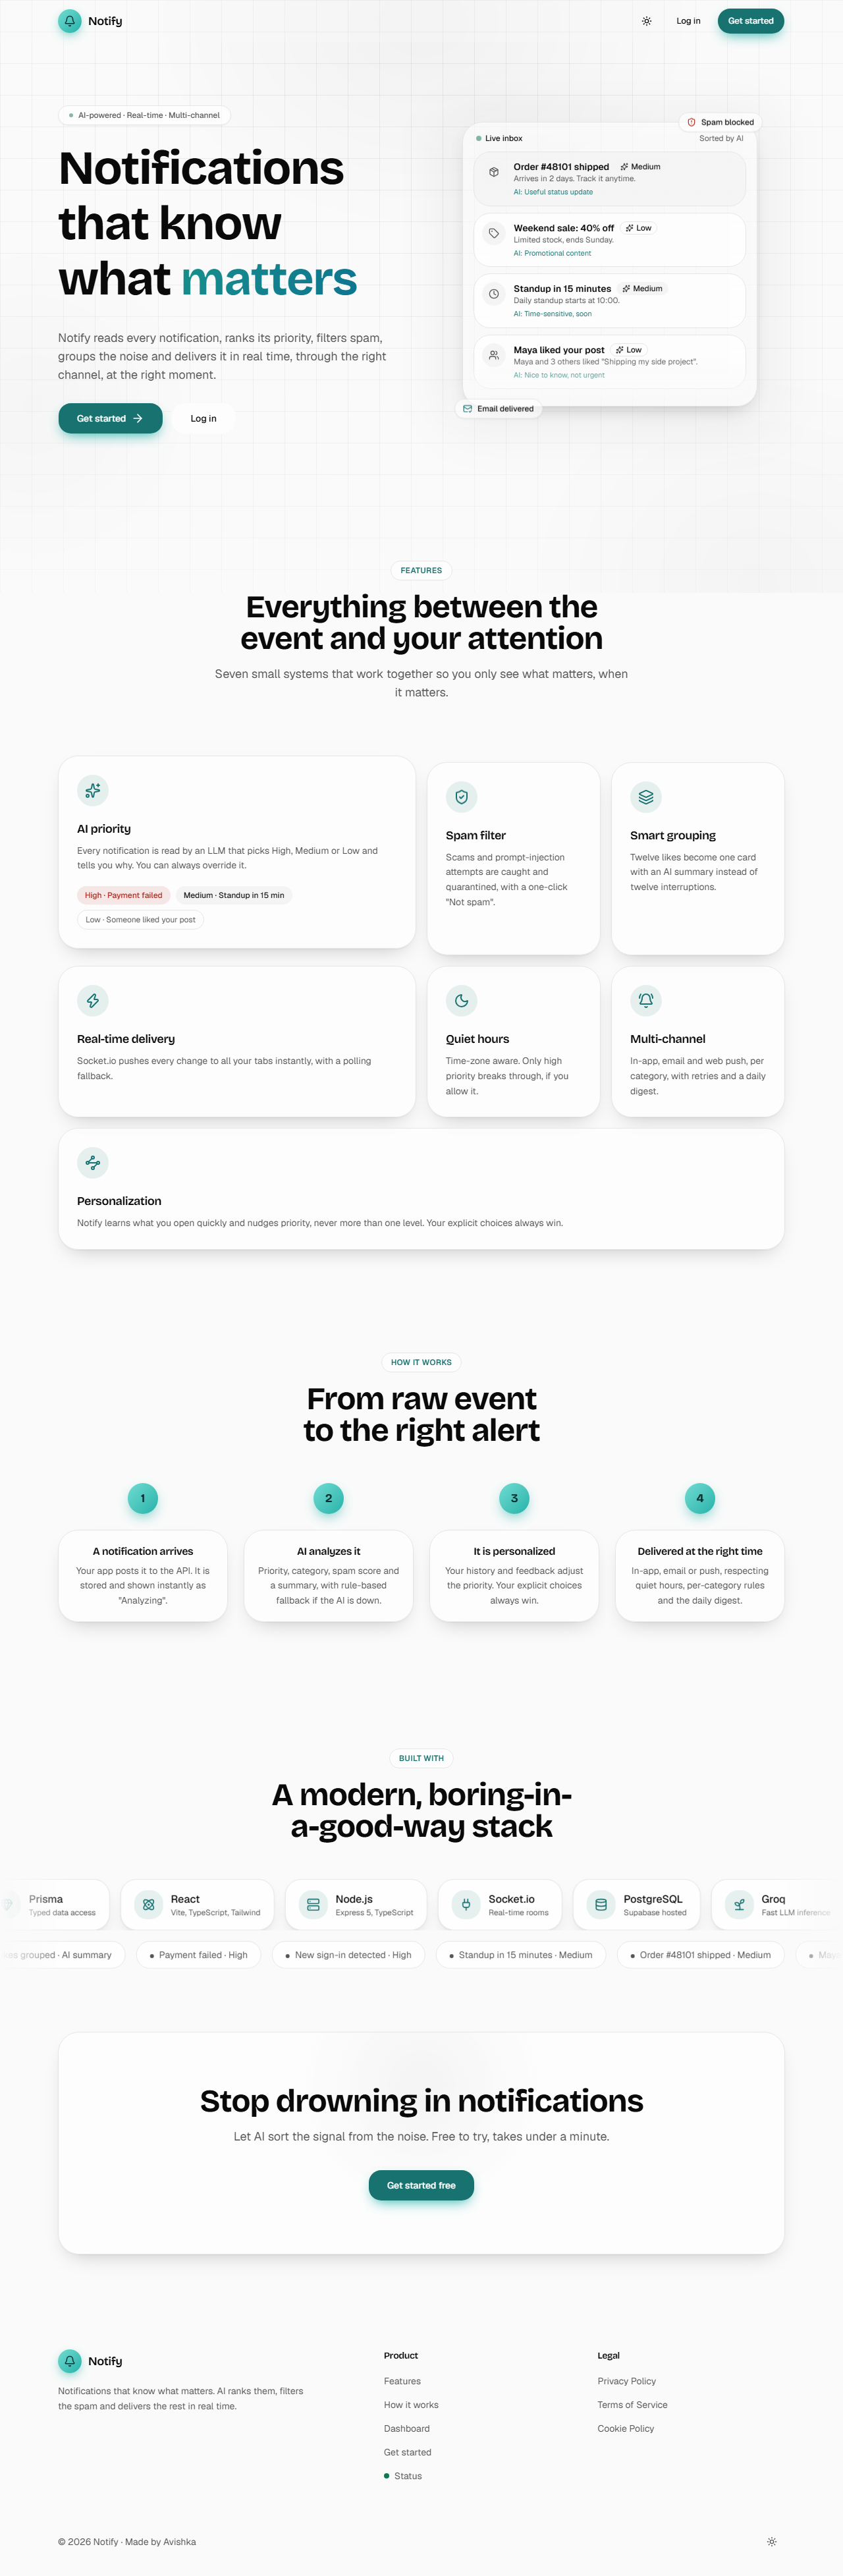 Notify
Log in
Get started
AI-powered · Real-time · Multi-channel
Notifications
that know
what matters
Notify reads every notification, ranks its priority, filters spam,
groups the noise and delivers it in real time, through the right
channel, at the right moment.
Get started
Log in
Spam blocked
Live inbox
Sorted by AI
Order #48101 shipped
Medium
Arrives in 2 days. Track it anytime.
AI: Useful status update
Weekend sale: 40% off
Low
Limited stock, ends Sunday.
AI: Promotional content
Standup in 15 minutes
Medium
Daily standup starts at 10:00.
AI: Time-sensitive, soon
Maya liked your post
Low
Maya and 3 others liked "Shipping my side project".
AI: Nice to know, not urgent
Email delivered
FEATURES
Everything between the
event and your attention
Seven small systems that work together so you only see what matters, when
it matters.
AI priority
Every notification is read by an LLM that picks High, Medium or Low and
tells you why. You can always override it.
High · Payment failed
Medium · Standup in 15 min
Low · Someone liked your post
Spam filter
Scams and prompt-injection
attempts are caught and
quarantined, with a one-click
"Not spam".
Smart grouping
Twelve likes become one card
with an AI summary instead of
twelve interruptions.
Real-time delivery
Socket.io pushes every change to all your tabs instantly, with a polling
fallback.
Quiet hours
Time-zone aware. Only high
priority breaks through, if you
allow it.
Multi-channel
In-app, email and web push, per
category, with retries and a daily
digest.
Personalization
Notify learns what you open quickly and nudges priority, never more than one level. Your explicit choices always win.
HOW IT WORKS
From raw event
to the right alert
1
A notification arrives
Your app posts it to the API. It is
stored and shown instantly as
"Analyzing".
2
AI analyzes it
Priority, category, spam score and
a summary, with rule-based
fallback if the AI is down.
3
It is personalized
Your history and feedback adjust
the priority. Your explicit choices
always win.
4
Delivered at the right time
In-app, email or push, respecting
quiet hours, per-category rules
and the daily digest.
BUILT WITH
A modern, boring-in-
a-good-way stack
Prisma
Typed data access
React
Vite, TypeScript, Tailwind
Node.js
Express 5, TypeScript
Socket.io
Real-time rooms
PostgreSQL
Supabase hosted
Groq
Fast LLM inference
grouped · AI summary
Payment failed · High
New sign-in detected · High
Standup in 15 minutes · Medium
Order #48101 shipped · Medium
Stop drowning in notifications
Let AI sort the signal from the noise. Free to try, takes under a minute.
Get started free
Notify
Notifications that know what matters. AI ranks them, filters
the spam and delivers the rest in real time.
Product
Features
How it works
Dashboard
Get started
Status
Legal
Privacy Policy
Terms of Service
Cookie Policy
© 2026 Notify · Made by Avishka